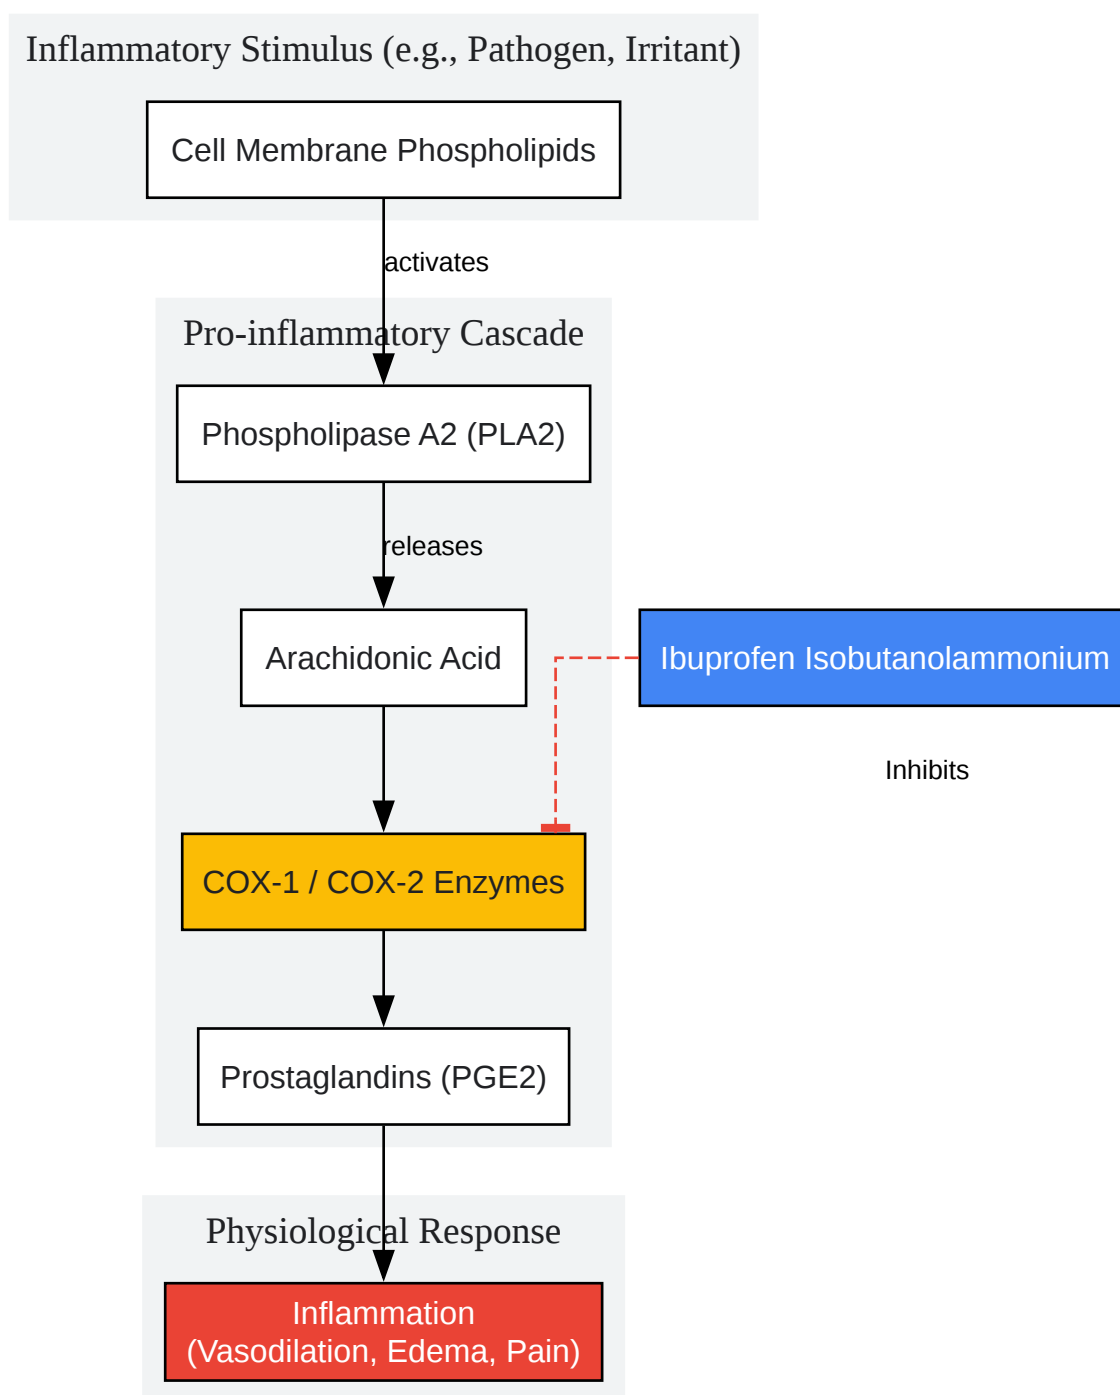 Inflammatory Stimulus (e.g., Pathogen, Irritant)
Cell Membrane Phospholipids
activates
Pro-inflammatory Cascade
Phospholipase A2 (PLA2)
releases
Arachidonic Acid
Ibuprofen Isobutanolammonium
Inhibits
COX-1 / COX-2 Enzymes
Prostaglandins (PGE2)
Physiological Response
Inflammation
(Vasodilation, Edema, Pain)